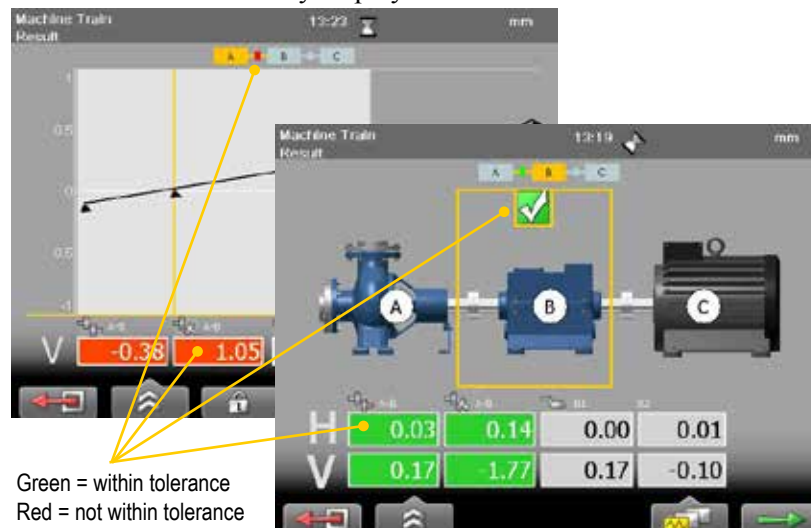 Machine Train 13:23 mm
Result
A B C
1
0.5
0
0.5
-1
A-B A-B
V -0.38 1.05
Machine Train 13:19 mm
Result
A B C
A B C
A-B A-B B1 B2
H 0.03 0.14 0.00 0.01
V 0.17 -1.77 0.17 -0.10
Green = within tolerance
Red = not within tolerance